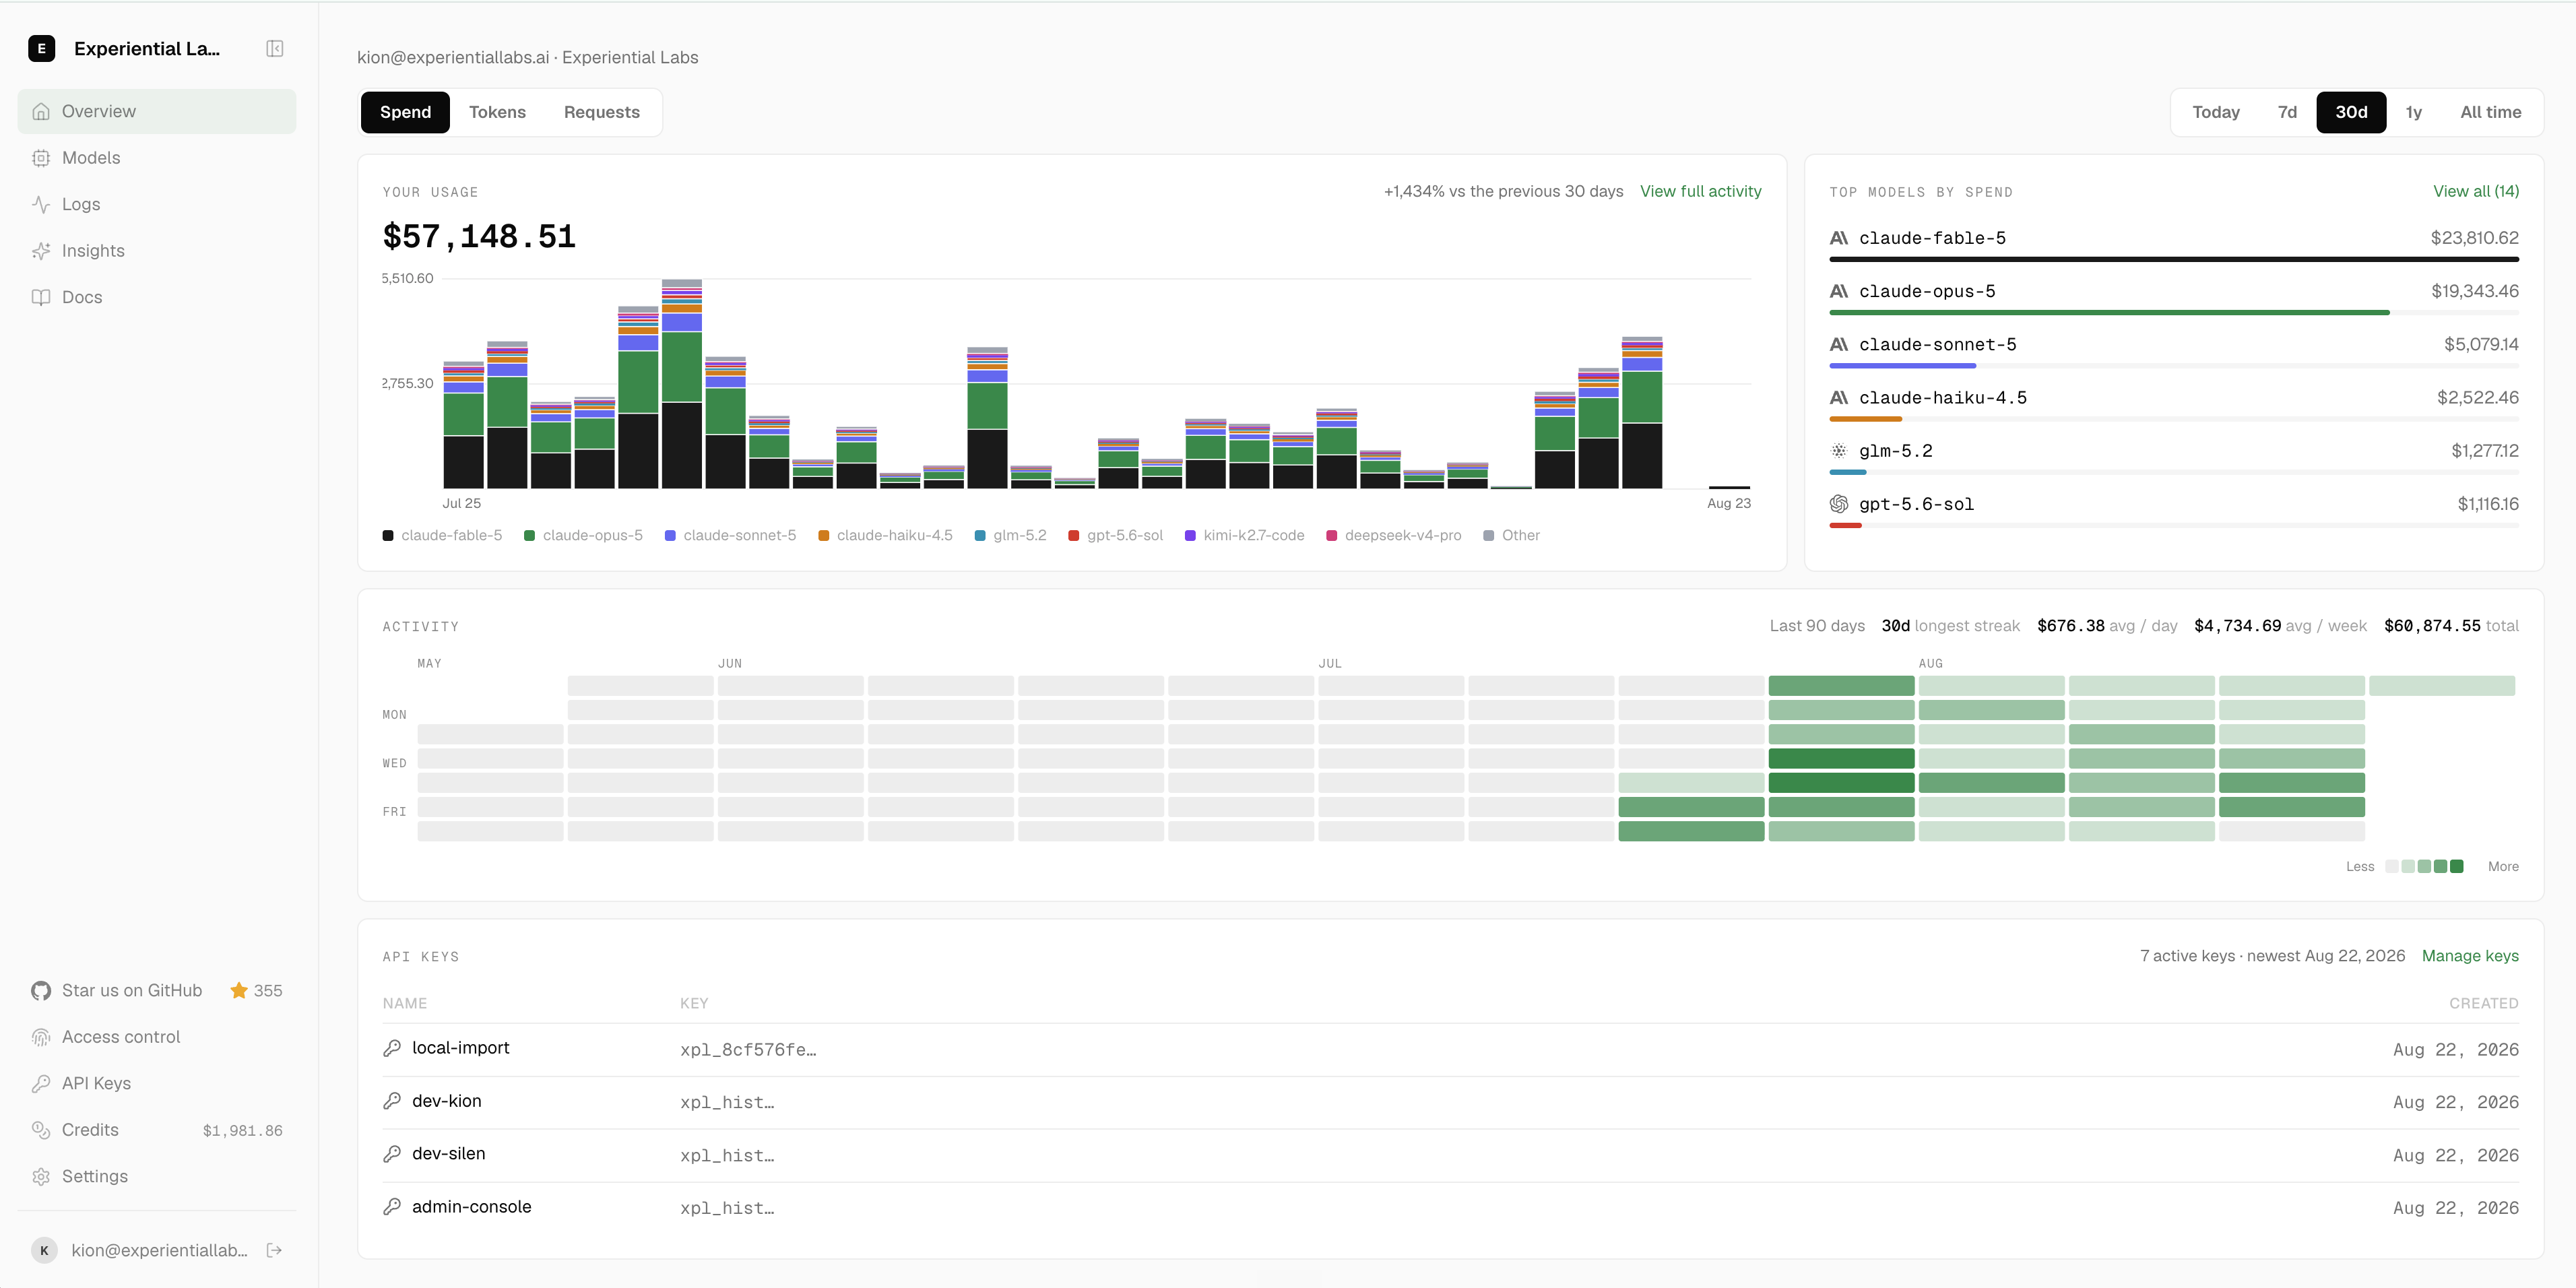 E Experiential La...
Overview
Models
Logs
Insights
Docs
Star us on GitHub 355
Access control
API Keys
Credits $1,981.86
Settings
K kion@experientiallab...
kion@experientiallabs.ai · Experiential Labs
Spend Tokens Requests
Today 7d 30d 1y All time
YOUR USAGE
+1,434% vs the previous 30 days View full activity
$57,148.51
5,510.60
2,755.30
Jul 25 Aug 23
claude-fable-5 claude-opus-5 claude-sonnet-5 claude-haiku-4.5 glm-5.2 gpt-5.6-sol kimi-k2.7-code deepseek-v4-pro Other
TOP MODELS BY SPEND View all (14)
claude-fable-5 $23,810.62
claude-opus-5 $19,343.46
claude-sonnet-5 $5,079.14
claude-haiku-4.5 $2,522.46
glm-5.2 $1,277.12
gpt-5.6-sol $1,116.16
ACTIVITY
Last 90 days 30d longest streak $676.38 avg / day $4,734.69 avg / week $60,874.55 total
MAY JUN JUL AUG
MON
WED
FRI
Less More
API KEYS
7 active keys · newest Aug 22, 2026 Manage keys
NAME KEY CREATED
local-import xpl_8cf576fe… Aug 22, 2026
dev-kion xpl_hist… Aug 22, 2026
dev-silen xpl_hist… Aug 22, 2026
admin-console xpl_hist… Aug 22, 2026